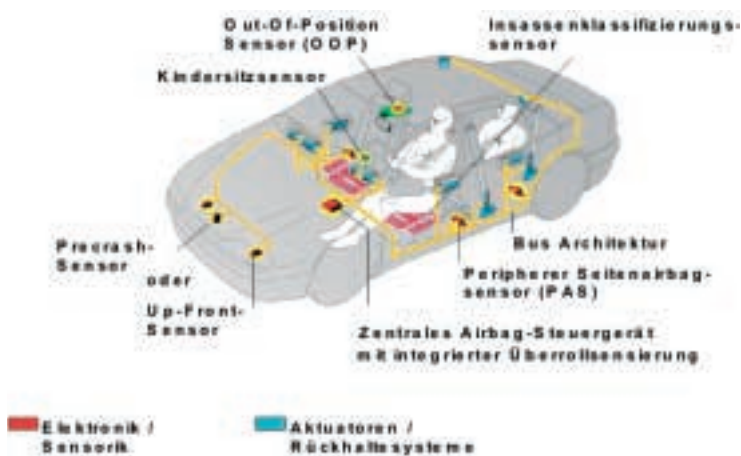 Out-Of-Position
Sensor (OOP)
Insassenklassifizierungs-
sensor
Kindersitzsensor
Precrash-
Sensor
oder
Up-Front-
Sensor
Bus Architektur
Peripherer Seitenairbag-
sensor (PAS)
Zentrales Airbag-Steuergerät
mit integrierter Überrollsensierung
Elektronik /
Sensorik
Aktuatoren /
Rückhaltesysteme